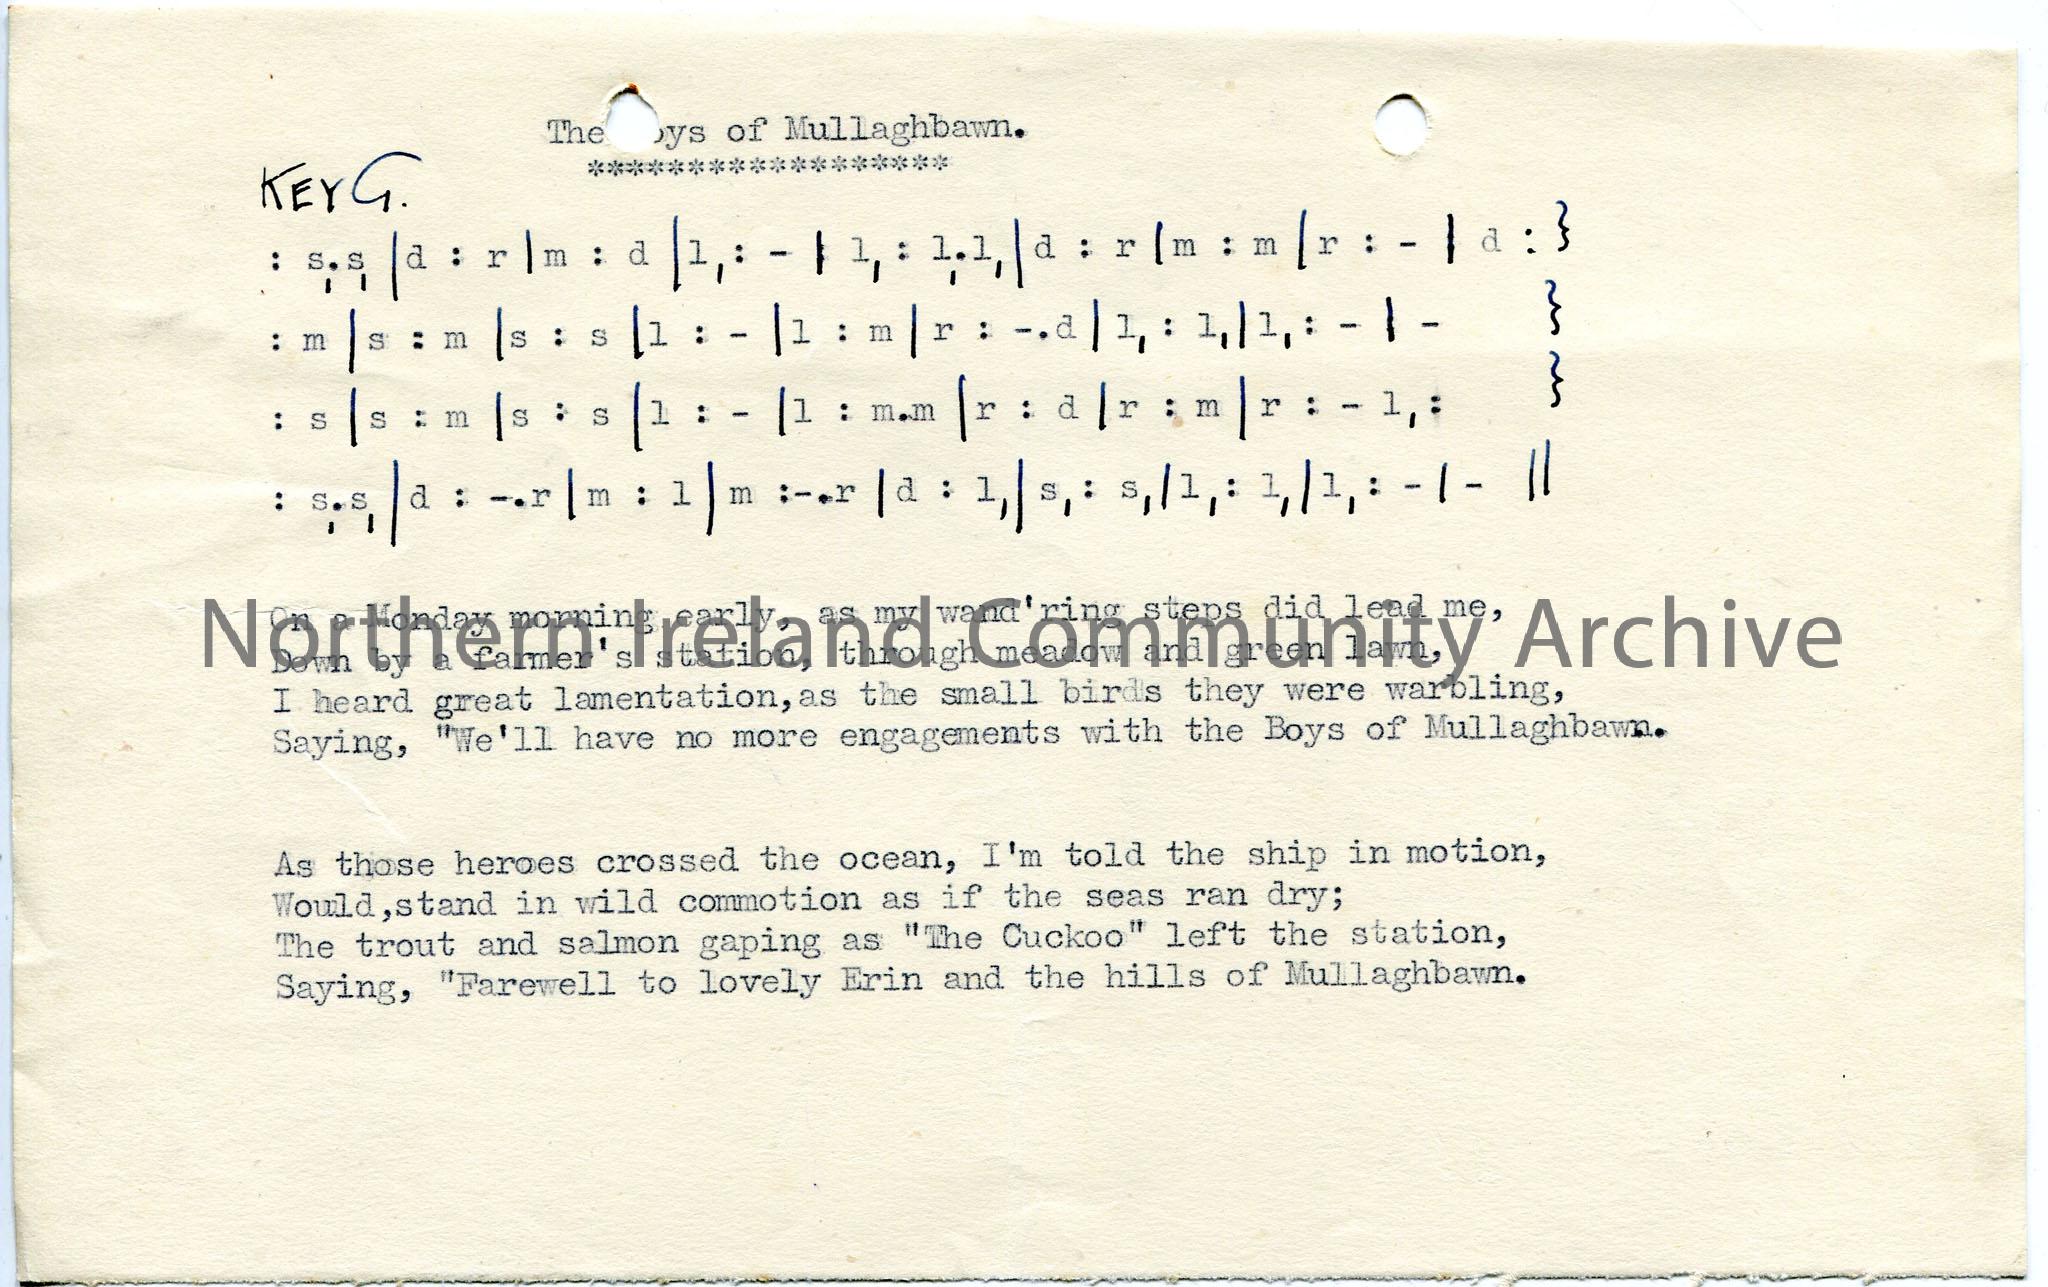 The oys of Mullaghbawn.
******************
KEY G.
: s,.s, |d : r |m : d |l, : - | l, : l,.l, |d : r |m : m |r : - | d : }
: m |s : m |s : s |l : - |l : m |r : -.d |l, : l, |l, : - | - }
: s |s : m |s : s |l : - |l : m.m |r : d |r : m |r : - l, : }
: s,.s, |d : -.r |m : l |m :-.r |d : l, |s, : s, |l, : l, |l, : - | - ||
On a Monday morning early, as my wand'ring steps did lead me,
Down by a farmer's station, through meadow and green lawn,
I heard great lamentation,as the small birds they were warbling,
Saying, "We'll have no more engagements with the Boys of Mullaghbawn.
As those heroes crossed the ocean, I'm told the ship in motion,
Would,stand in wild commotion as if the seas ran dry;
The trout and salmon gaping as "The Cuckoo" left the station,
Saying, "Farewell to lovely Erin and the hills of Mullaghbawn.
Northern Ireland Community Archive